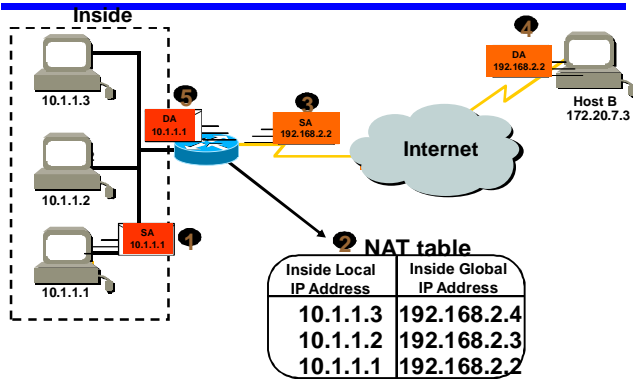 Inside
4
DA
192.168.2.2
10.1.1.3
5
DA
10.1.1.1
3
SA
192.168.2.2
Host B
172.20.7.3
Internet
10.1.1.2
SA
10.1.1.1
1
10.1.1.1
2 NAT table
Inside Local
IP Address
Inside Global
IP Address
10.1.1.3 192.168.2.4
10.1.1.2 192.168.2.3
10.1.1.1 192.168.2.2